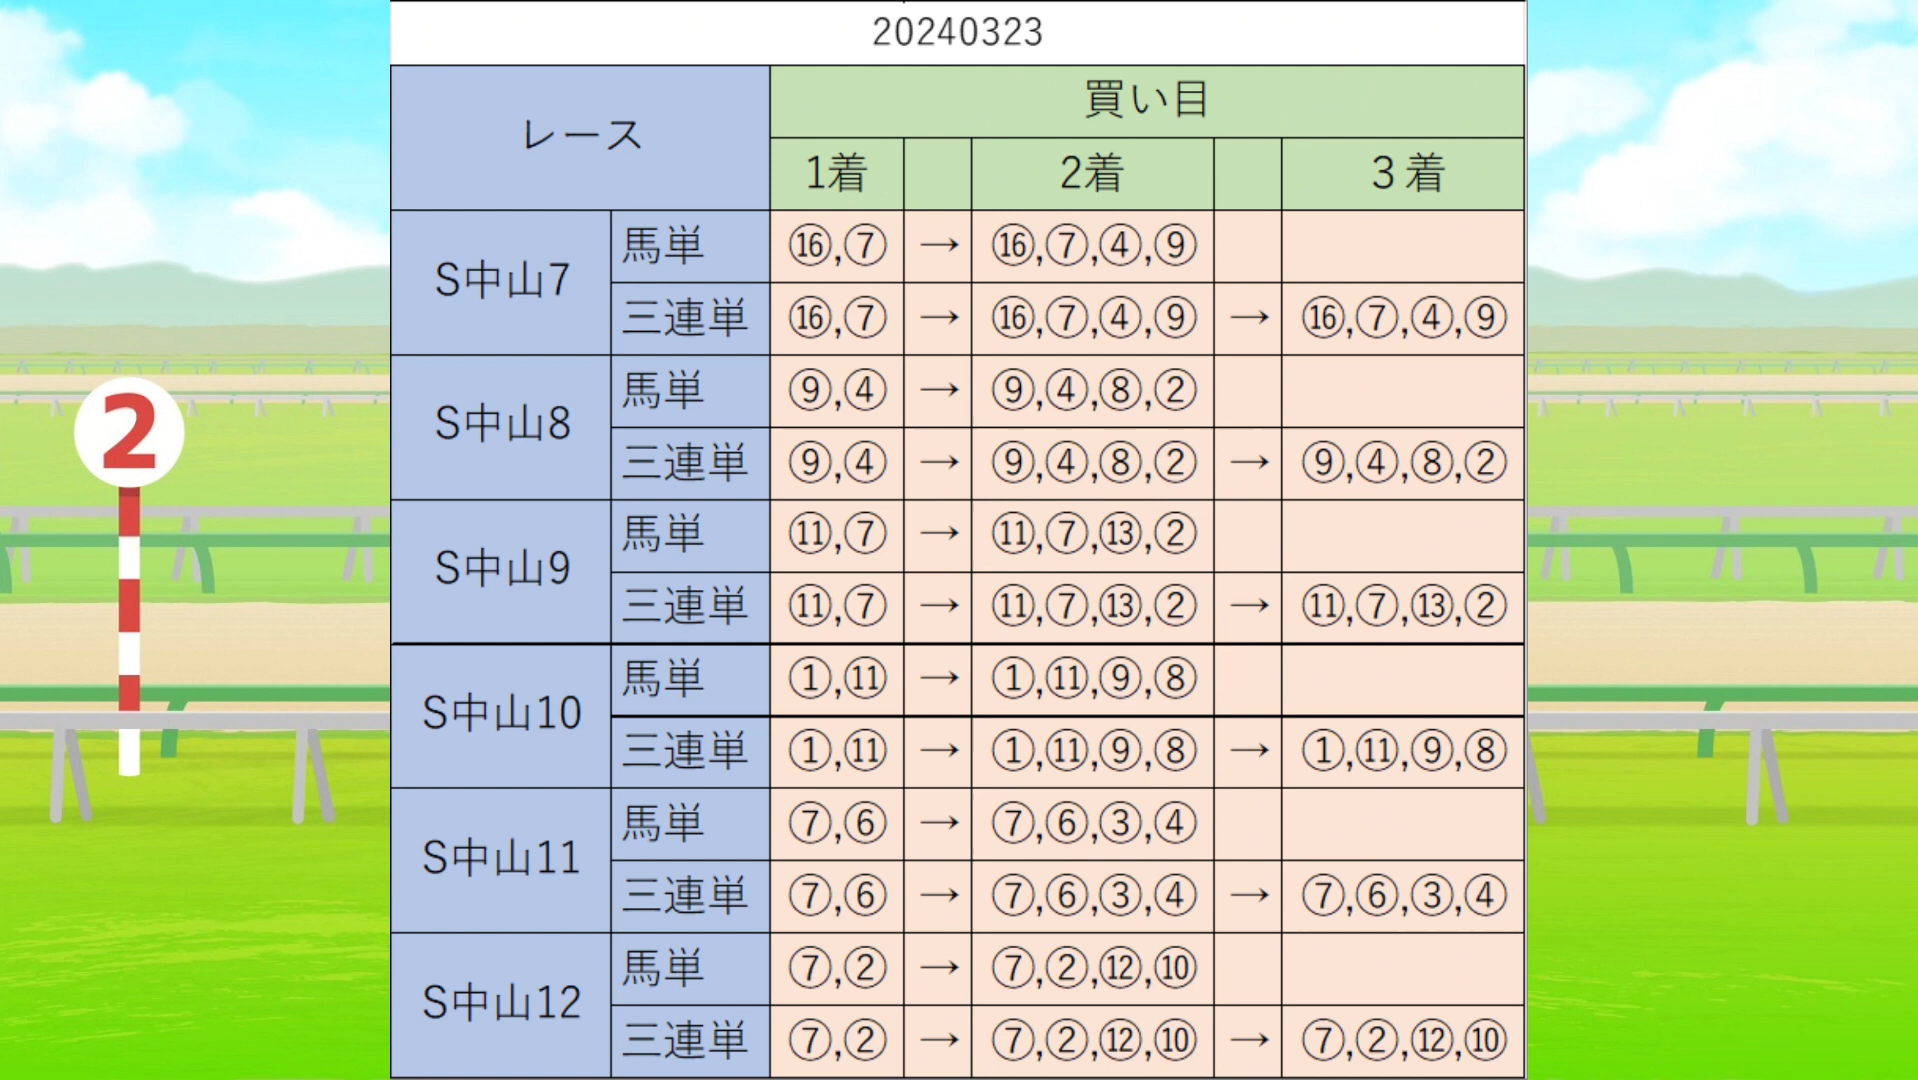 20240323
レース
買い目
1着 2着 3着
S中山7
馬単 ⑯,⑦ → ⑯,⑦,④,⑨
三連単 ⑯,⑦ → ⑯,⑦,④,⑨ → ⑯,⑦,④,⑨
S中山8
馬単 ⑨,④ → ⑨,④,⑧,②
三連単 ⑨,④ → ⑨,④,⑧,② → ⑨,④,⑧,②
S中山9
馬単 ⑪,⑦ → ⑪,⑦,⑬,②
三連単 ⑪,⑦ → ⑪,⑦,⑬,② → ⑪,⑦,⑬,②
S中山10
馬単 ①,⑪ → ①,⑪,⑨,⑧
三連単 ①,⑪ → ①,⑪,⑨,⑧ → ①,⑪,⑨,⑧
S中山11
馬単 ⑦,⑥ → ⑦,⑥,③,④
三連単 ⑦,⑥ → ⑦,⑥,③,④ → ⑦,⑥,③,④
S中山12
馬単 ⑦,② → ⑦,②,⑫,⑩
三連単 ⑦,② → ⑦,②,⑫,⑩ → ⑦,②,⑫,⑩
2